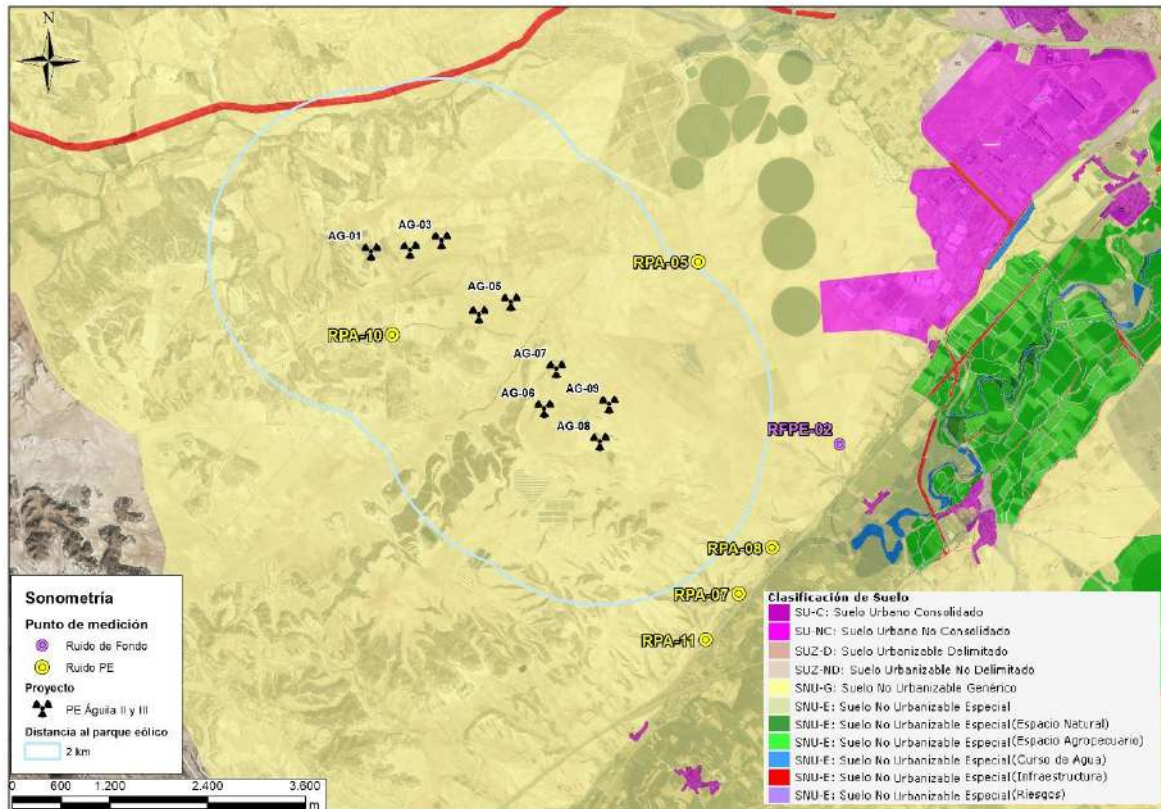 N
AG-01
AG-03
RPA-05
AG-05
RPA-10
AG-07
AG-06
AG-09
AG-08
RFPE-02
RPA-08
RPA-07
RPA-11
Sonometría
Punto de medición
Ruido de Fondo
Ruido PE
Proyecto
PE Águila II y III
Distancia al parque eólico
2 km
0 600 1.200 2.400 3.600
m
Clasificación de Suelo
SU-C: Suelo Urbano Consolidado
SU-NC: Suelo Urbano No Consolidado
SUZ-D: Suelo Urbanizable Delimitado
SUZ-ND: Suelo Urbanizable No Delimitado
SNU-G: Suelo No Urbanizable Genérico
SNU-E: Suelo No Urbanizable Especial
SNU-E: Suelo No Urbanizable Especial(Espacio Natural)
SNU-E: Suelo No Urbanizable Especial(Espacio Agropecuario)
SNU-E: Suelo No Urbanizable Especial(Curso de Agua)
SNU-E: Suelo No Urbanizable Especial(Infraestructura)
SNU-E: Suelo No Urbanizable Especial(Riesgos)